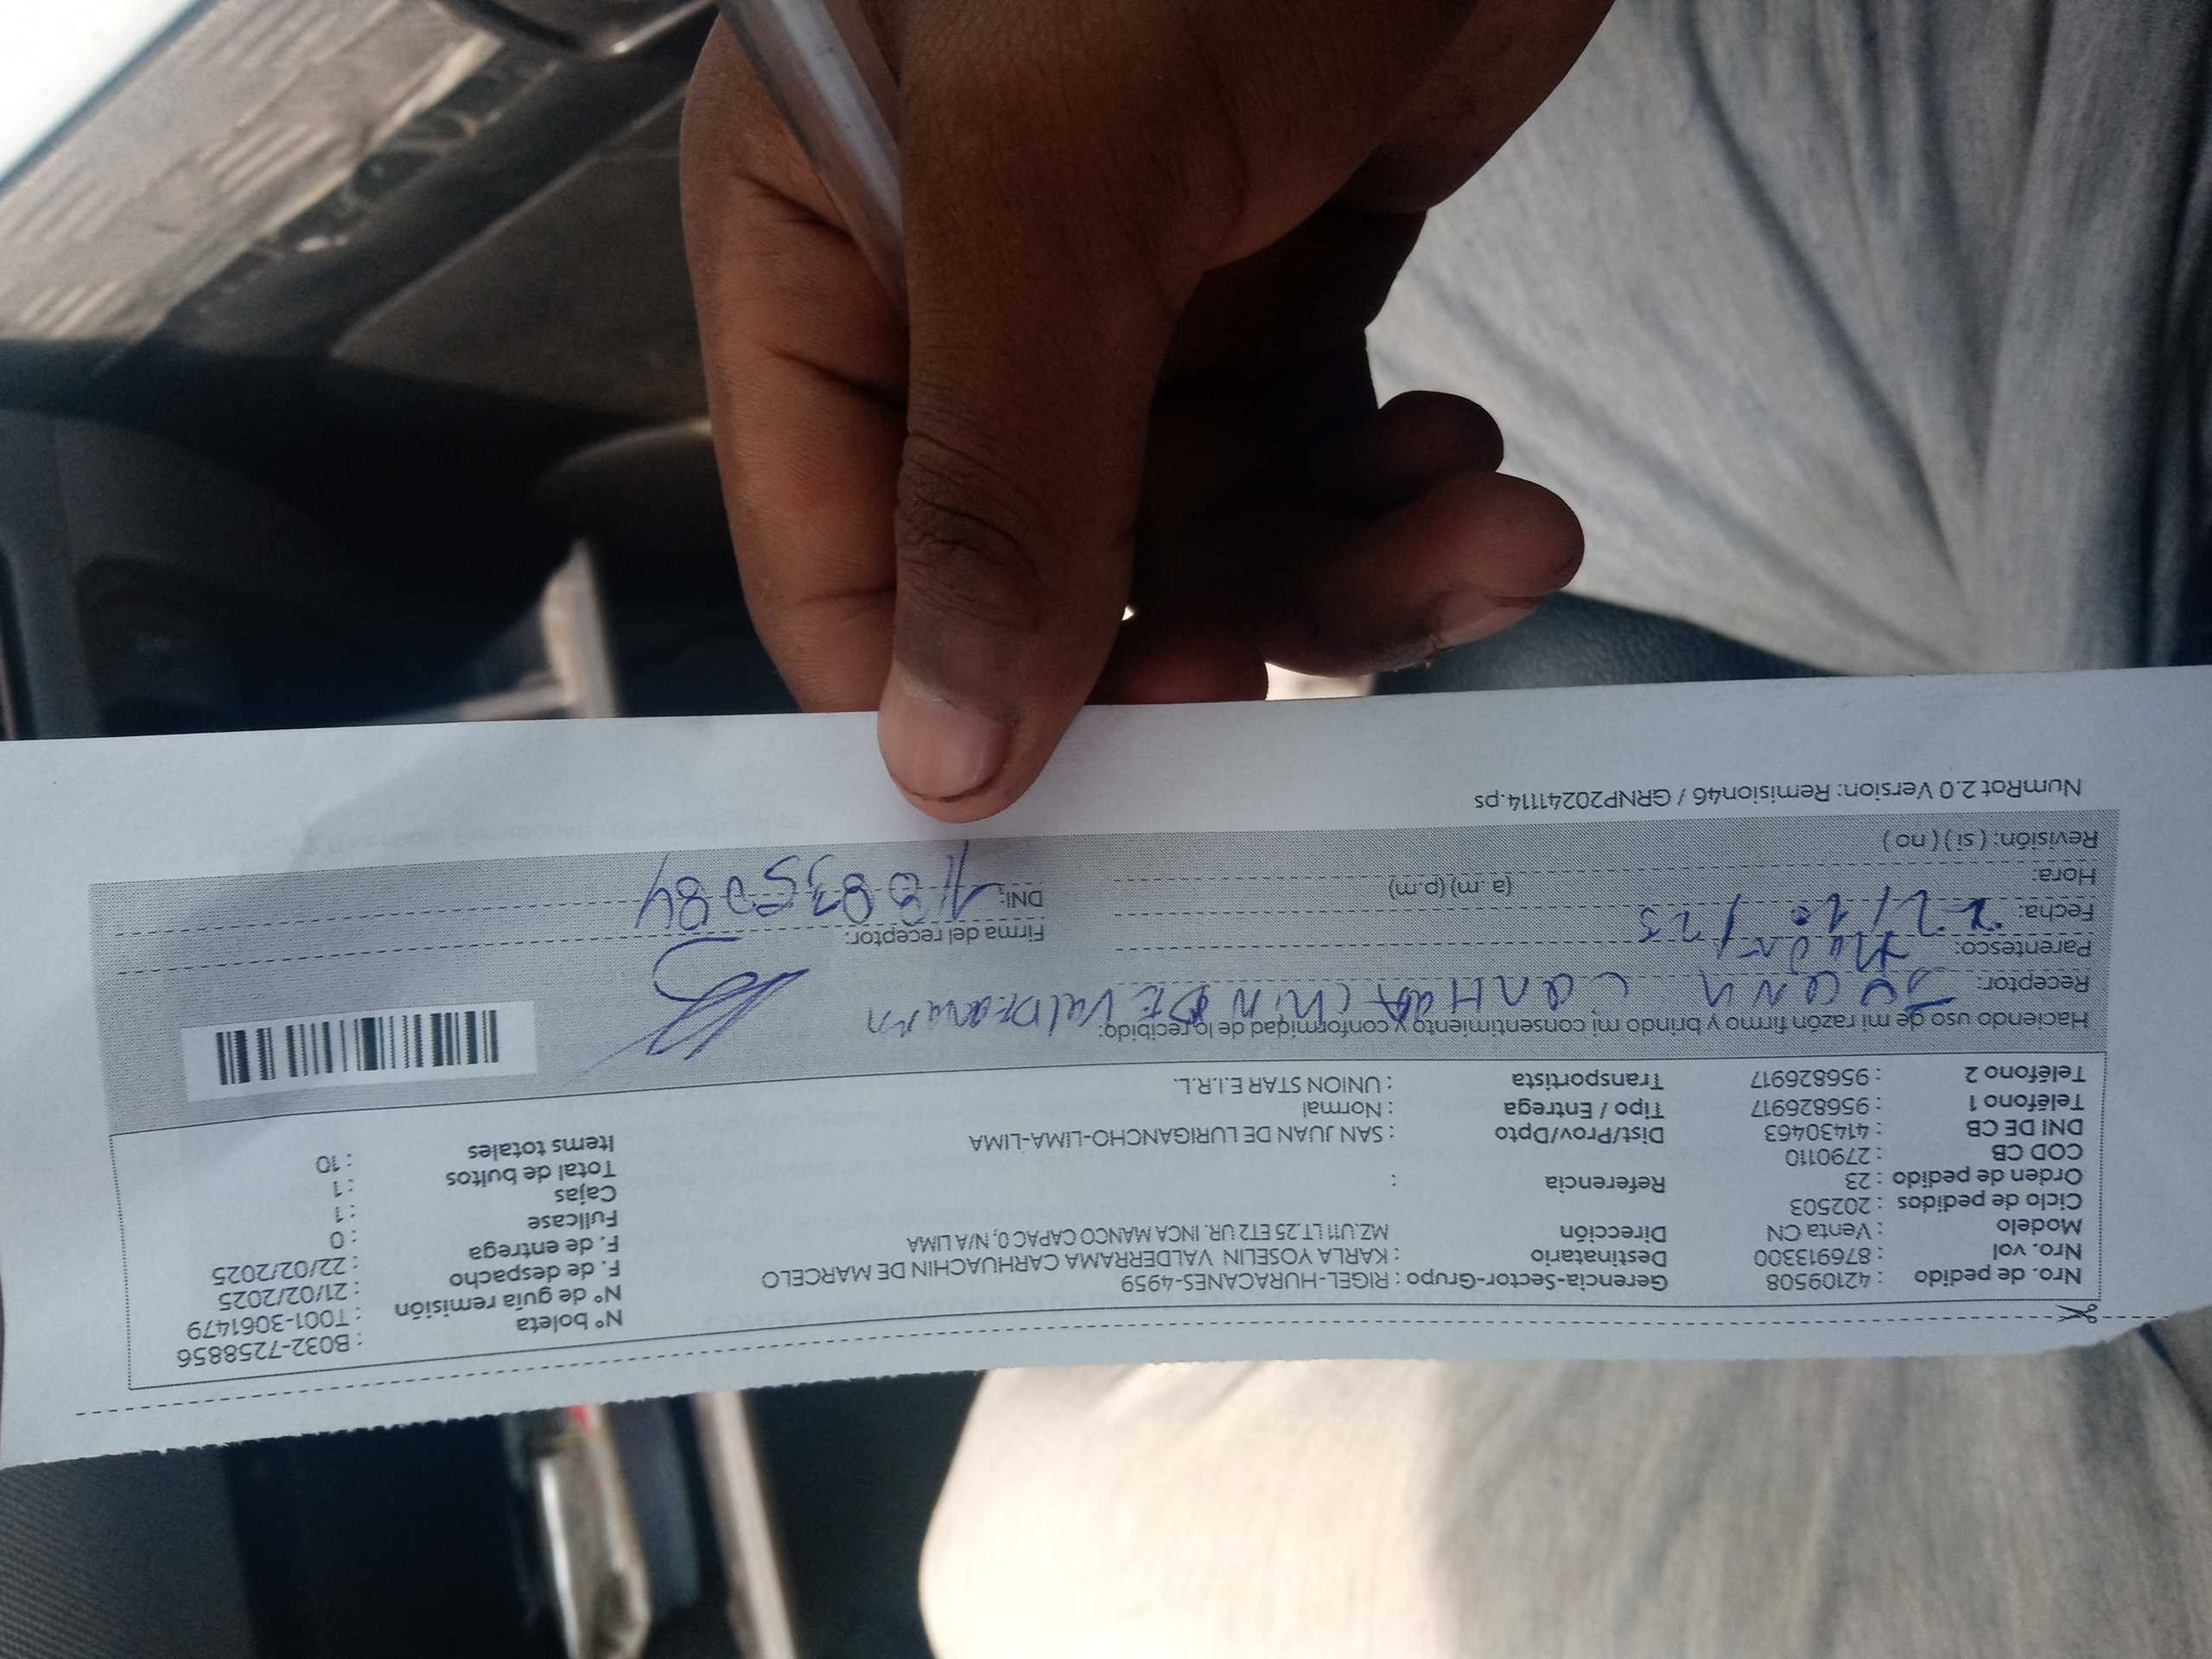 Nro. de pedido : 42109508 Gerencia-Sector-Grupo : RIGEL-HURACANES-4959 N° boleta : B032-7258856
Nro. vol : 876913300 Destinatario : KARLA YOSELIN VALDERRAMA CARHUACHIN DE MARCELO N° de guía remisión : T001-3061479
Modelo : Venta CN Dirección MZ.U11 LT.25 ET2 UR. INCA MANCO CAPAC 0, N/A LIMA F. de despacho : 21/02/2025
Ciclo de pedidos : 202503 F. de entrega : 22/02/2025
Orden de pedido : 23 Referencia : Fullcase : 0
COD CB : 2790110 Cajas : 1
DNI DE CB : 41430463 Dist/Prov/Dpto : SAN JUAN DE LURIGANCHO-LIMA-LIMA Total de bultos : 1
Teléfono 1 : 956826917 Tipo / Entrega : Normal Items totales : 10
Teléfono 2 : 956826917 Transportista : UNION STAR E.I.R.L.
Haciendo uso de mi razón firmo y brindo mi consentimiento y conformidad de lo recibido:
Receptor: DE
Parentesco:
Firma del receptor:
Fecha:
Hora: (a.m) (p.m) DNI:
Revisión: ( si ) ( no )
NumRot 2.0 Version: Remision46 / GRNP20241114.ps